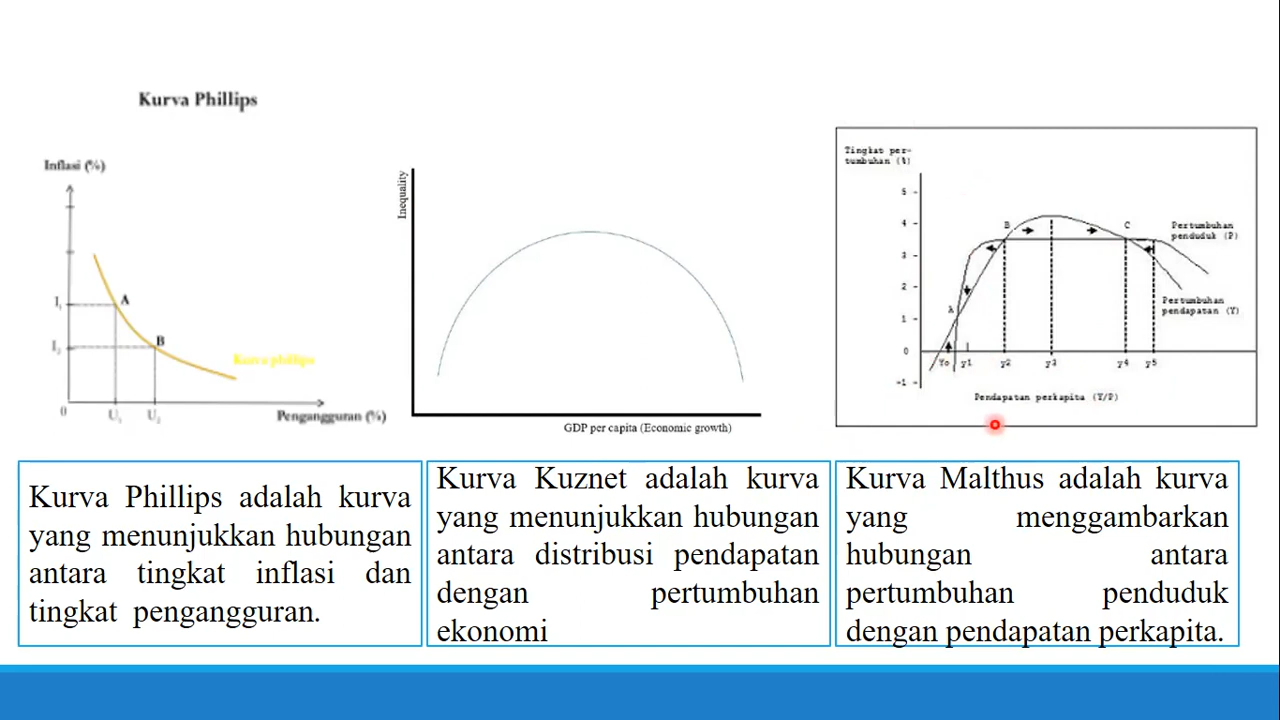 Kurva Phillips
Inflasi (%)
I₁
A
I₂
B
Kurva phillips
0
U₁
U₂
Pengangguran (%)
Inequality
GDP per capita (Economic growth)
Tingkat per-
tumbuhan (%)
5
4
3
2
1
0
-1
A
B
C
Pertumbuhan
penduduk (P)
Pertumbuhan
pendapatan (Y)
Yo
y1
y2
y3
y4
y5
Pendapatan perkapita (Y/P)
Kurva Phillips adalah kurva
yang menunjukkan hubungan
antara tingkat inflasi dan
tingkat pengangguran.
Kurva Kuznet adalah kurva
yang menunjukkan hubungan
antara distribusi pendapatan
dengan pertumbuhan
ekonomi
Kurva Malthus adalah kurva
yang menggambarkan
hubungan antara
pertumbuhan penduduk
dengan pendapatan perkapita.